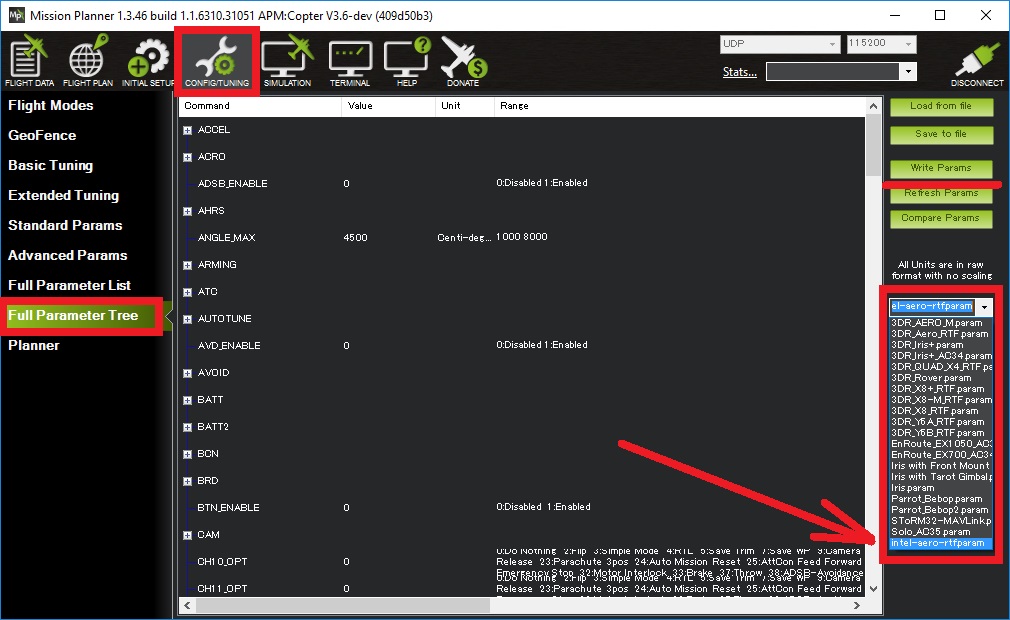 Mission Planner 1.3.46 build 1.1.6310.31051 APM:Copter V3.6-dev (409d50b3)
FLIGHT DATA FLIGHT PLAN INITIAL SETUP CONFIG/TUNING SIMULATION TERMINAL HELP DONATE
UDP 115200
Stats...
DISCONNECT
Flight Modes
GeoFence
Basic Tuning
Extended Tuning
Standard Params
Advanced Params
Full Parameter List
Full Parameter Tree
Planner
Command Value Unit Range
ACCEL
ACRO
ADSB_ENABLE 0 0:Disabled 1:Enabled
AHRS
ANGLE_MAX 4500 Centi-deg... 1000 8000
ARMING
ATC
AUTOTUNE
AVD_ENABLE 0 0:Disabled 1:Enabled
AVOID
BATT
BATT2
BCN
BRD
BTN_ENABLE 0 0:Disabled 1:Enabled
CAM
0:Do Nothing 2:Flip 3:Simple Mode 4:RTL 5:Save Trim 7:Save WP 9:Camera
CH10_OPT 0 Release 23:Parachute 3pos 24:Auto Mission Reset 25:AttCon Feed Forward
Emergency Stop 32:Motor Interlock 33:Brake 37:Throw 38:ADSB-Avoidance
0:Do Nothing 2:Flip 3:Simple Mode 4:RTL 5:Save Trim 7:Save WP 9:Camera
CH11_OPT 0 Release 23:Parachute 3pos 24:Auto Mission Reset 25:AttCon Feed Forward
Load from file
Save to file
Write Params
Refresh Params
Compare Params
All Units are in raw
format with no scaling
el-aero-rtfparam
3DR_AERO_M.param
3DR_Aero_RTF.param
3DR_Iris+.param
3DR_Iris+_AC34.param
3DR_QUAD_X4_RTF.pa
3DR_Rover.param
3DR_X8+_RTF.param
3DR_X8-M_RTF.param
3DR_X8_RTF.param
3DR_Y6A_RTF.param
3DR_Y6B_RTF.param
EnRoute_EX1050_AC3
EnRoute_EX700_AC34
Iris with Front Mount
Iris with Tarot Gimbal.p
Iris.param
Parrot_Bebop.param
Parrot_Bebop2.param
SToRM32-MAVLink.p
Solo_AC35.param
intel-aero-rtfparam